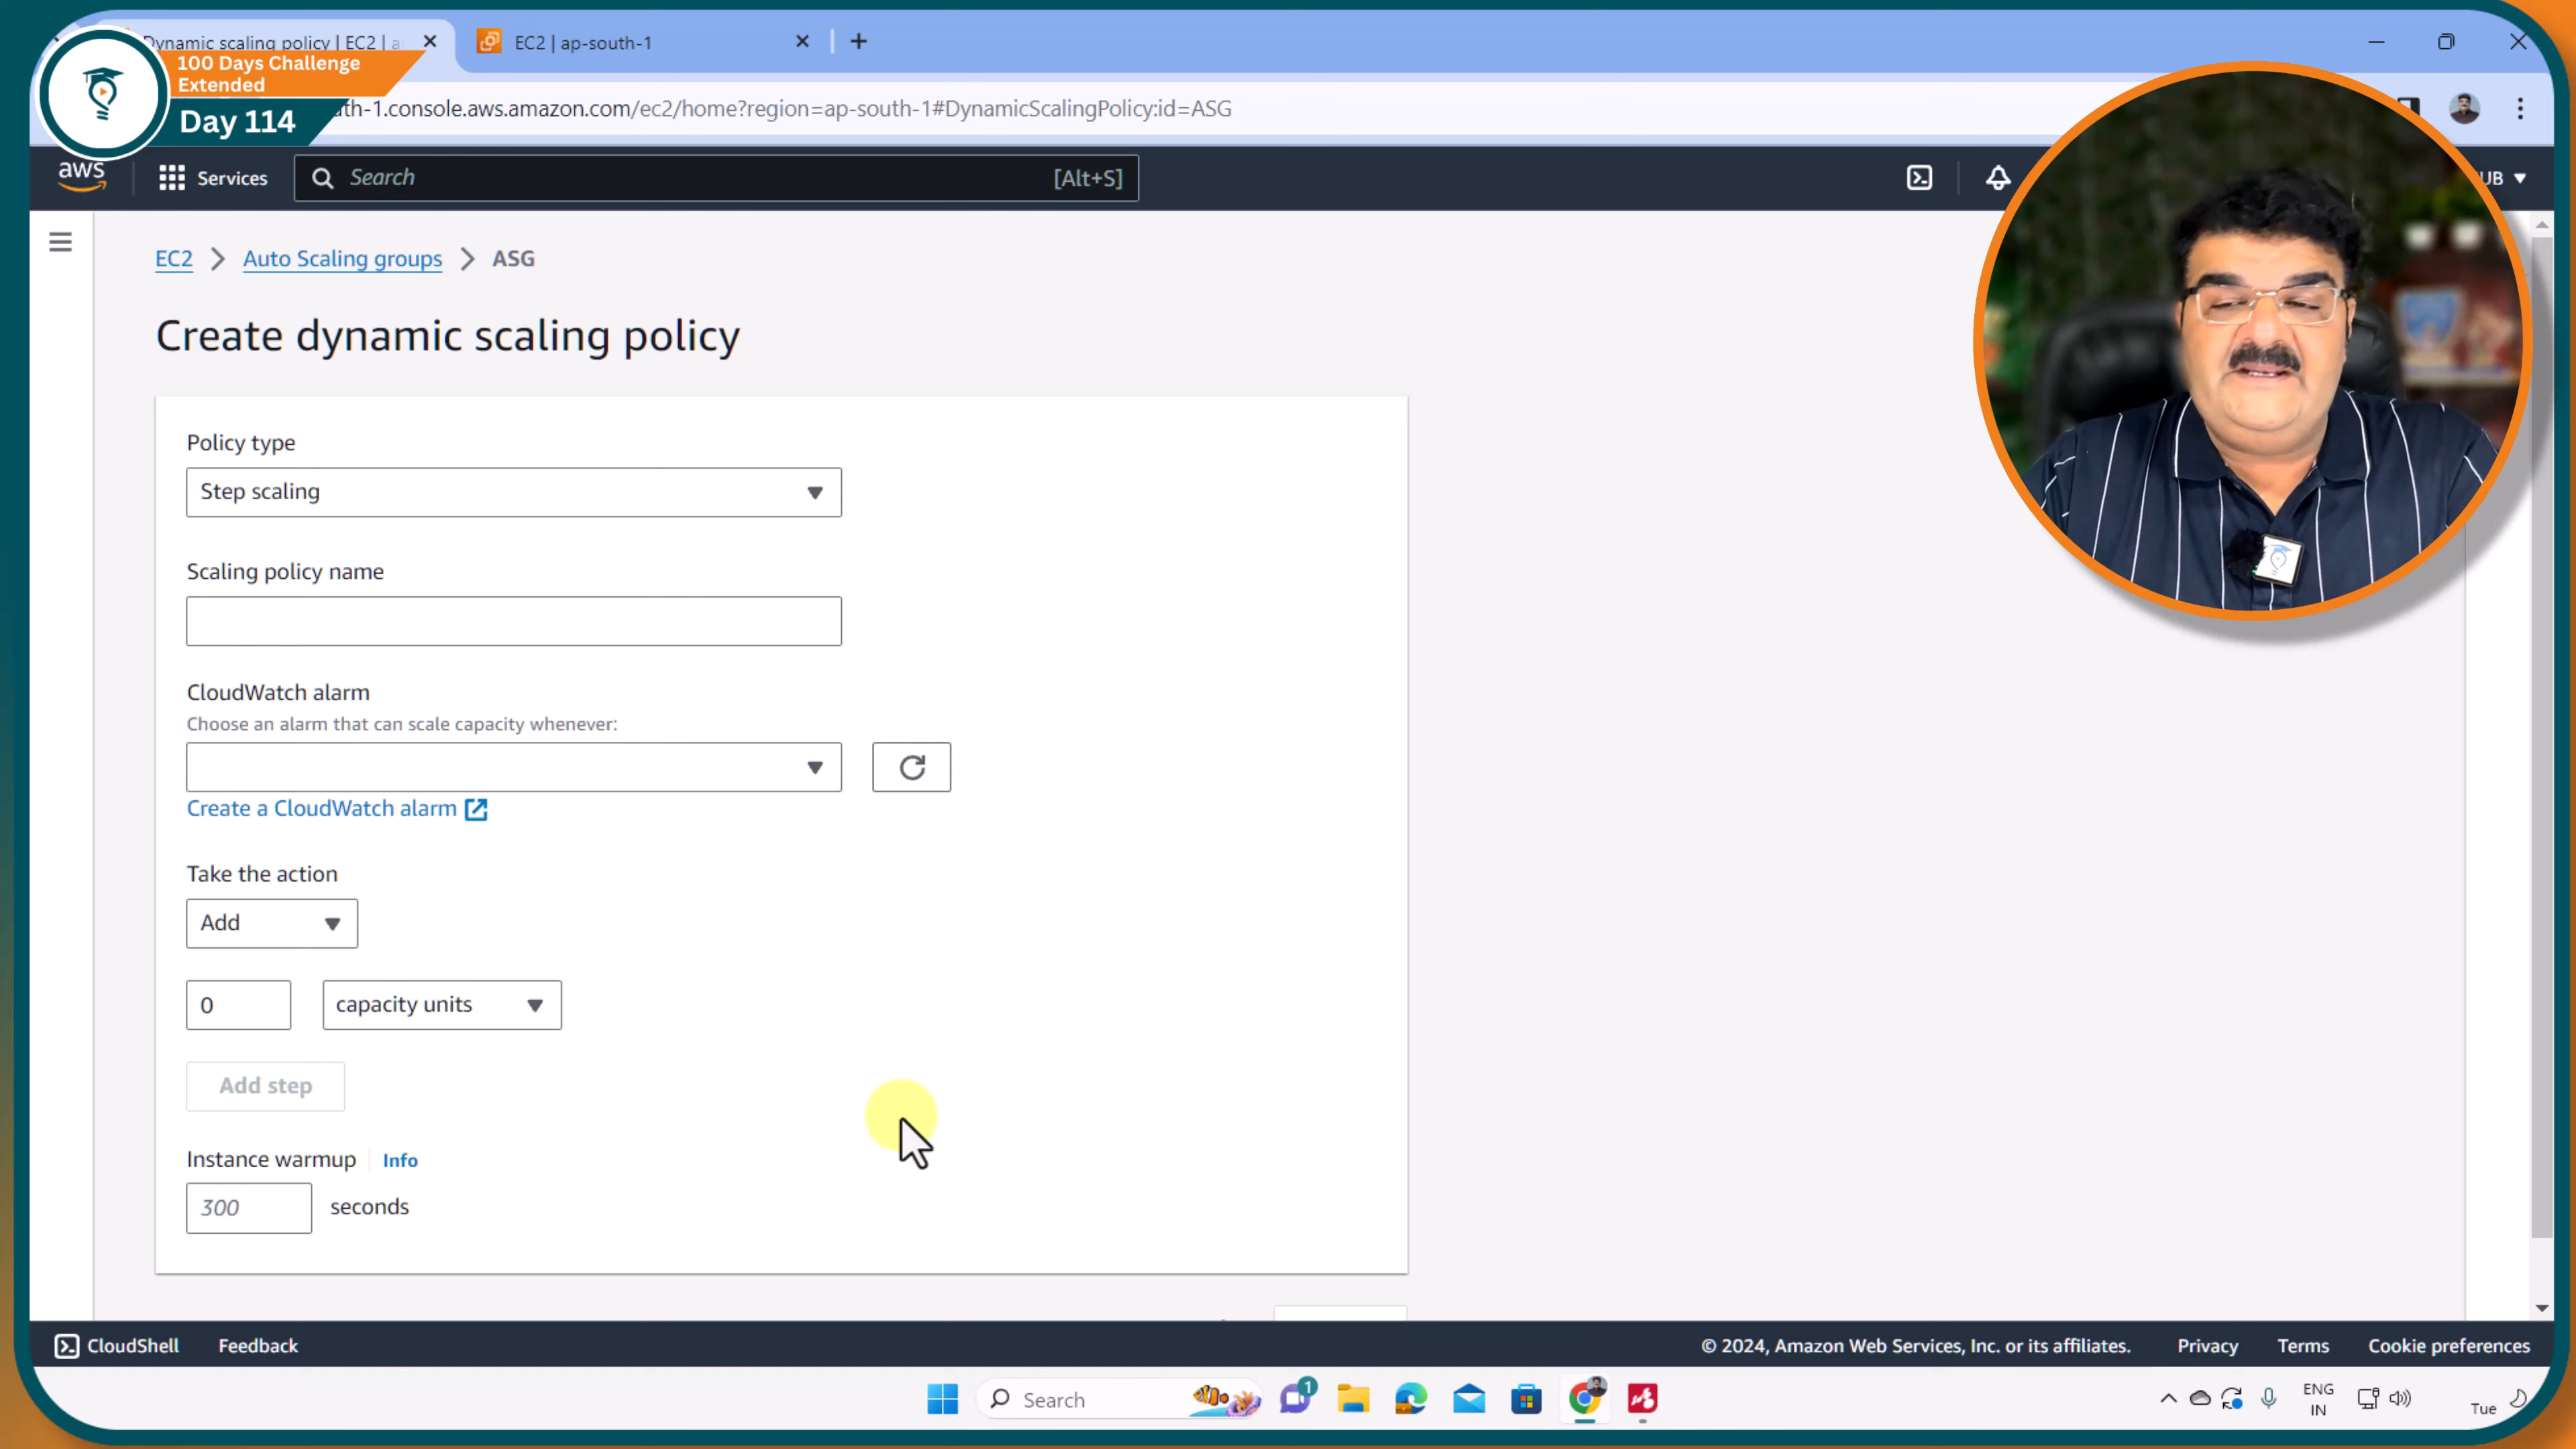 Dynamic scaling policy | EC2 | a
EC2 | ap-south-1
100 Days Challenge
Extended
Day 114
uth-1.console.aws.amazon.com/ec2/home?region=ap-south-1#DynamicScalingPolicy:id=ASG
aws
Services
Search
[Alt+S]
UB
EC2
Auto Scaling groups
ASG
Create dynamic scaling policy
Policy type
Step scaling
Scaling policy name
CloudWatch alarm
Choose an alarm that can scale capacity whenever:
Create a CloudWatch alarm
Take the action
Add
0
capacity units
Add step
Instance warmup
Info
300
seconds
CloudShell
Feedback
© 2024, Amazon Web Services, Inc. or its affiliates.
Privacy
Terms
Cookie preferences
Search
1
ENG
IN
Tue